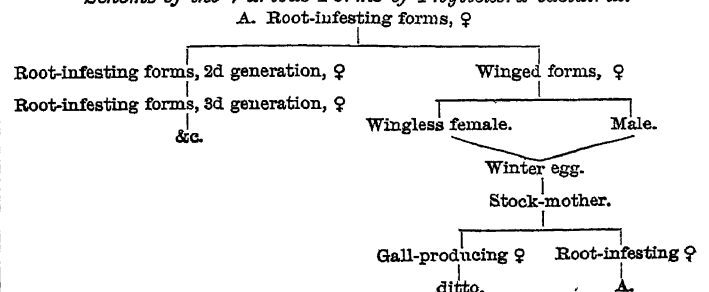 Scheme of the Various Forms of Phylloxera vastatrix.
A. Root-infesting forms, ♀
Root-infesting forms, 2d generation, ♀ Winged forms, ♀
Root-infesting forms, 3d generation, ♀
Wingless female. Male.
&c.
Winter egg.
Stock-mother.
Gall-producing ♀ Root-infesting ♀
ditto. A.